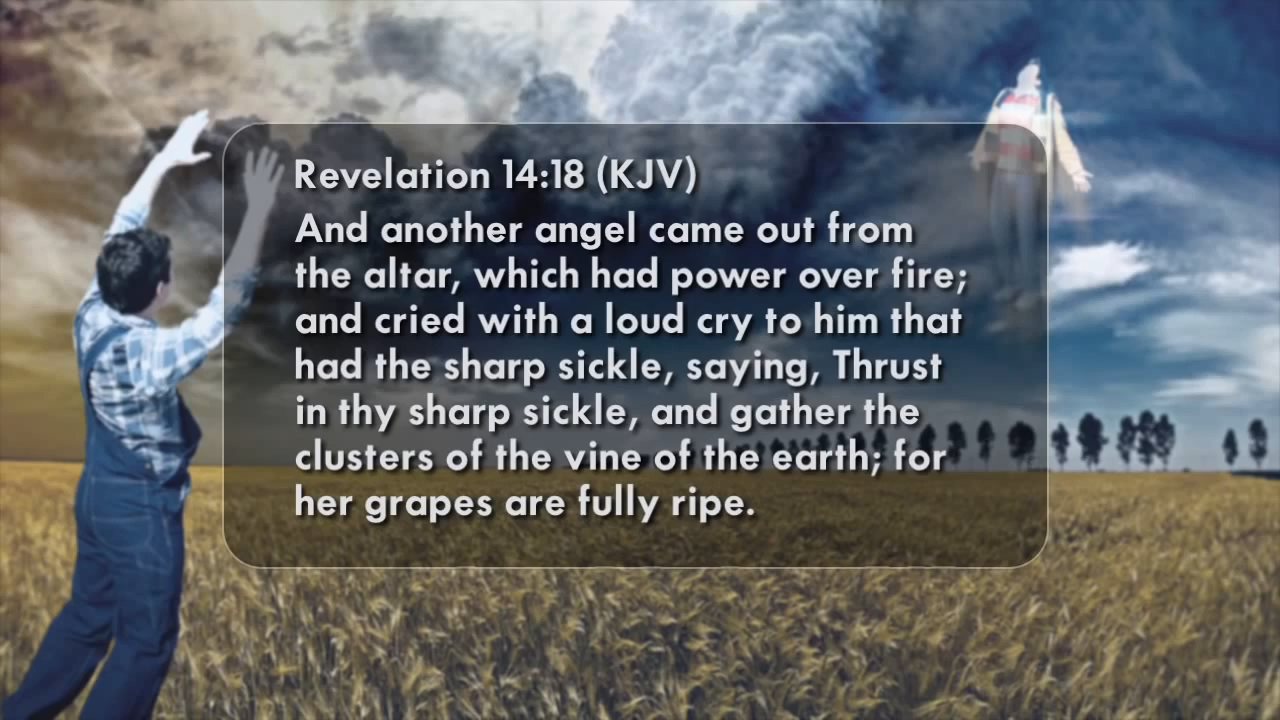 Revelation 14:18 (KJV)
And another angel came out from
the altar, which had power over fire;
and cried with a loud cry to him that
had the sharp sickle, saying, Thrust
in thy sharp sickle, and gather the
clusters of the vine of the earth; for
her grapes are fully ripe.